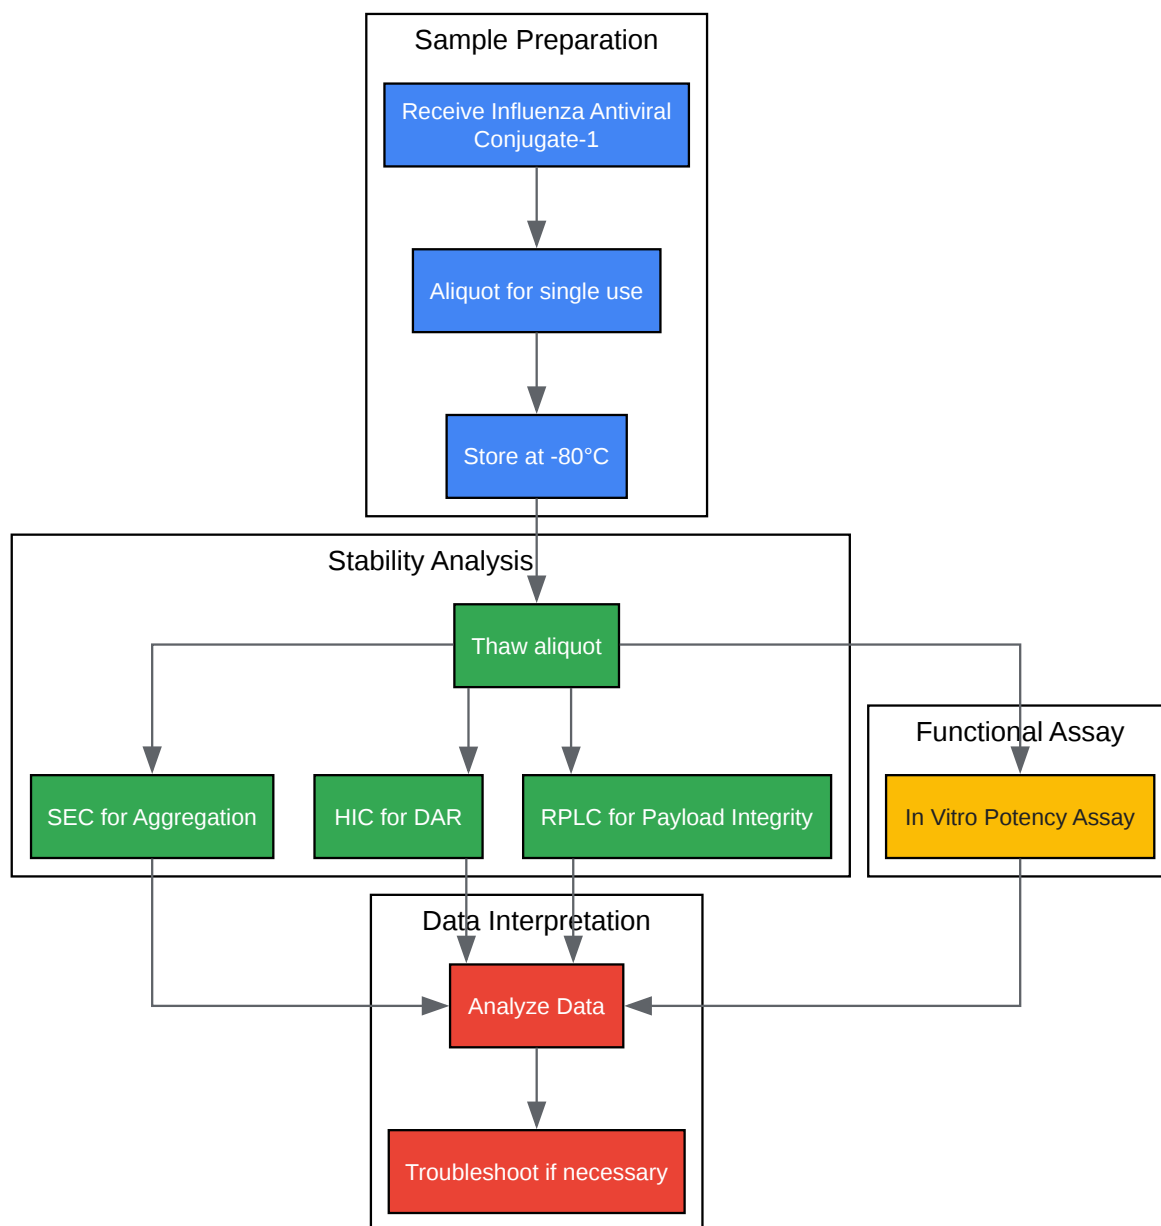 Sample Preparation
Receive Influenza Antiviral
Conjugate-1
Aliquot for single use
Store at -80°C
Stability Analysis
Thaw aliquot
Functional Assay
SEC for Aggregation
HIC for DAR
RPLC for Payload Integrity
In Vitro Potency Assay
Data Interpretation
Analyze Data
Troubleshoot if necessary